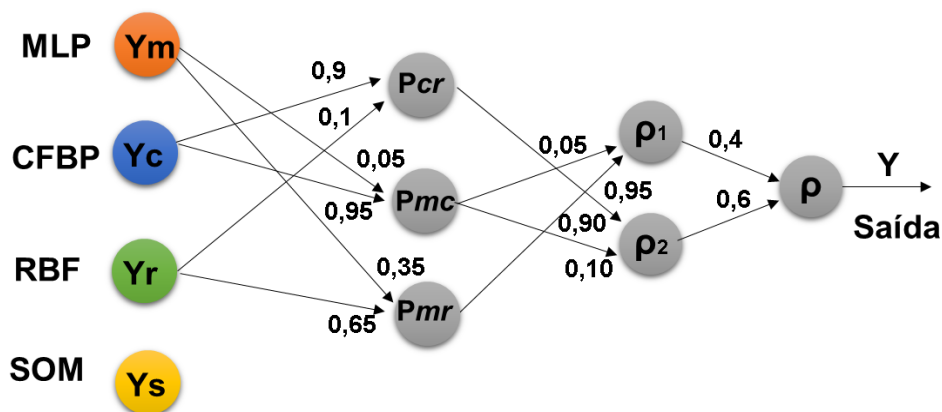 MLP
Ym
CFBP
Yc
RBF
Yr
SOM
Ys
0,9
0,1
0,05
0,95
0,35
0,65
Pcr
Pmc
Pmr
0,05
0,95
0,90
0,10
ρ1
ρ2
0,4
0,6
ρ
Y
Saída